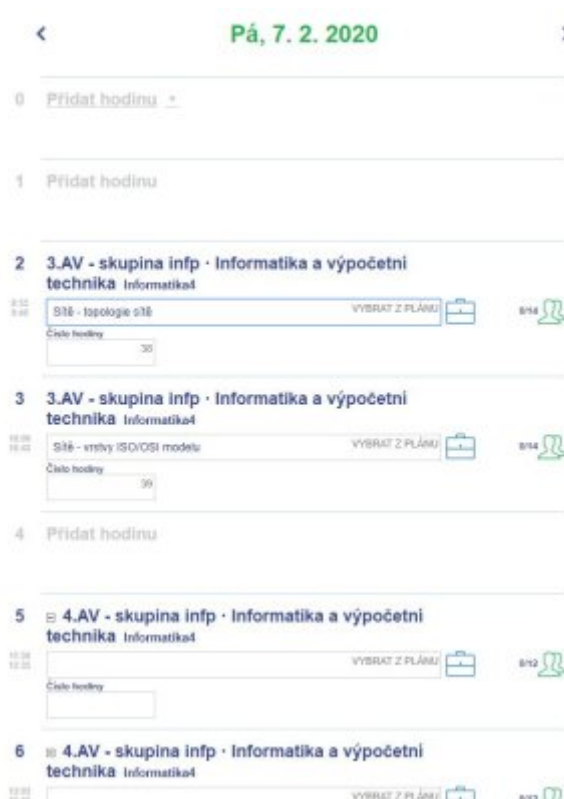 Pá, 7. 2. 2020
0 Přidat hodinu
1 Přidat hodinu
2 3.AV - skupina infp · Informatika a výpočetní
technika Informatika4
Sítě - topologie sítě VYBRAT Z PLÁNU
Číslo hodiny
38
3 3.AV - skupina infp · Informatika a výpočetní
technika Informatika4
Sítě - vrstvy ISO/OSI modelu VYBRAT Z PLÁNU
Číslo hodiny
39
4 Přidat hodinu
5 4.AV - skupina infp · Informatika a výpočetní
technika Informatika4
VYBRAT Z PLÁNU
Číslo hodiny
6 4.AV - skupina infp · Informatika a výpočetní
technika Informatika4
VYBRAT Z PLÁNU